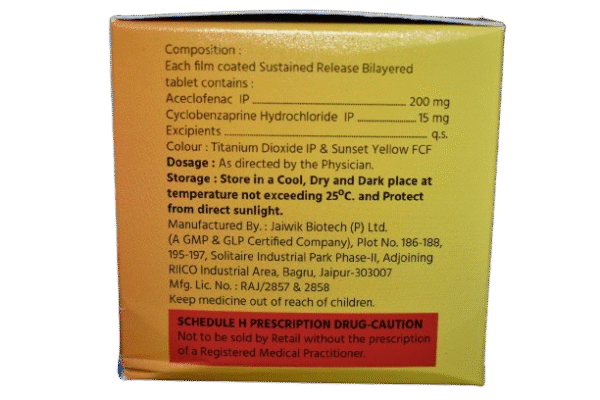 Composition :
Each film coated Sustained Release Bilayered
tablet contains :
Aceclofenac IP 200 mg
Cyclobenzaprine Hydrochloride IP 15 mg
Excipients q.s.
Colour : Titanium Dioxide IP & Sunset Yellow FCF
Dosage : As directed by the Physician.
Storage : Store in a Cool, Dry and Dark place at
temperature not exceeding 25°C. and Protect
from direct sunlight.
Manufactured By. : Jaiwik Biotech (P) Ltd.
(A GMP & GLP Certified Company), Plot No. 186-188,
195-197, Solitaire Industrial Park Phase-II, Adjoining
RIICO Industrial Area, Bagru, Jaipur-303007
Mfg. Lic. No. : RAJ/2857 & 2858
Keep medicine out of reach of children.
SCHEDULE H PRESCRIPTION DRUG-CAUTION
Not to be sold by Retail without the prescription
of a Registered Medical Practitioner.